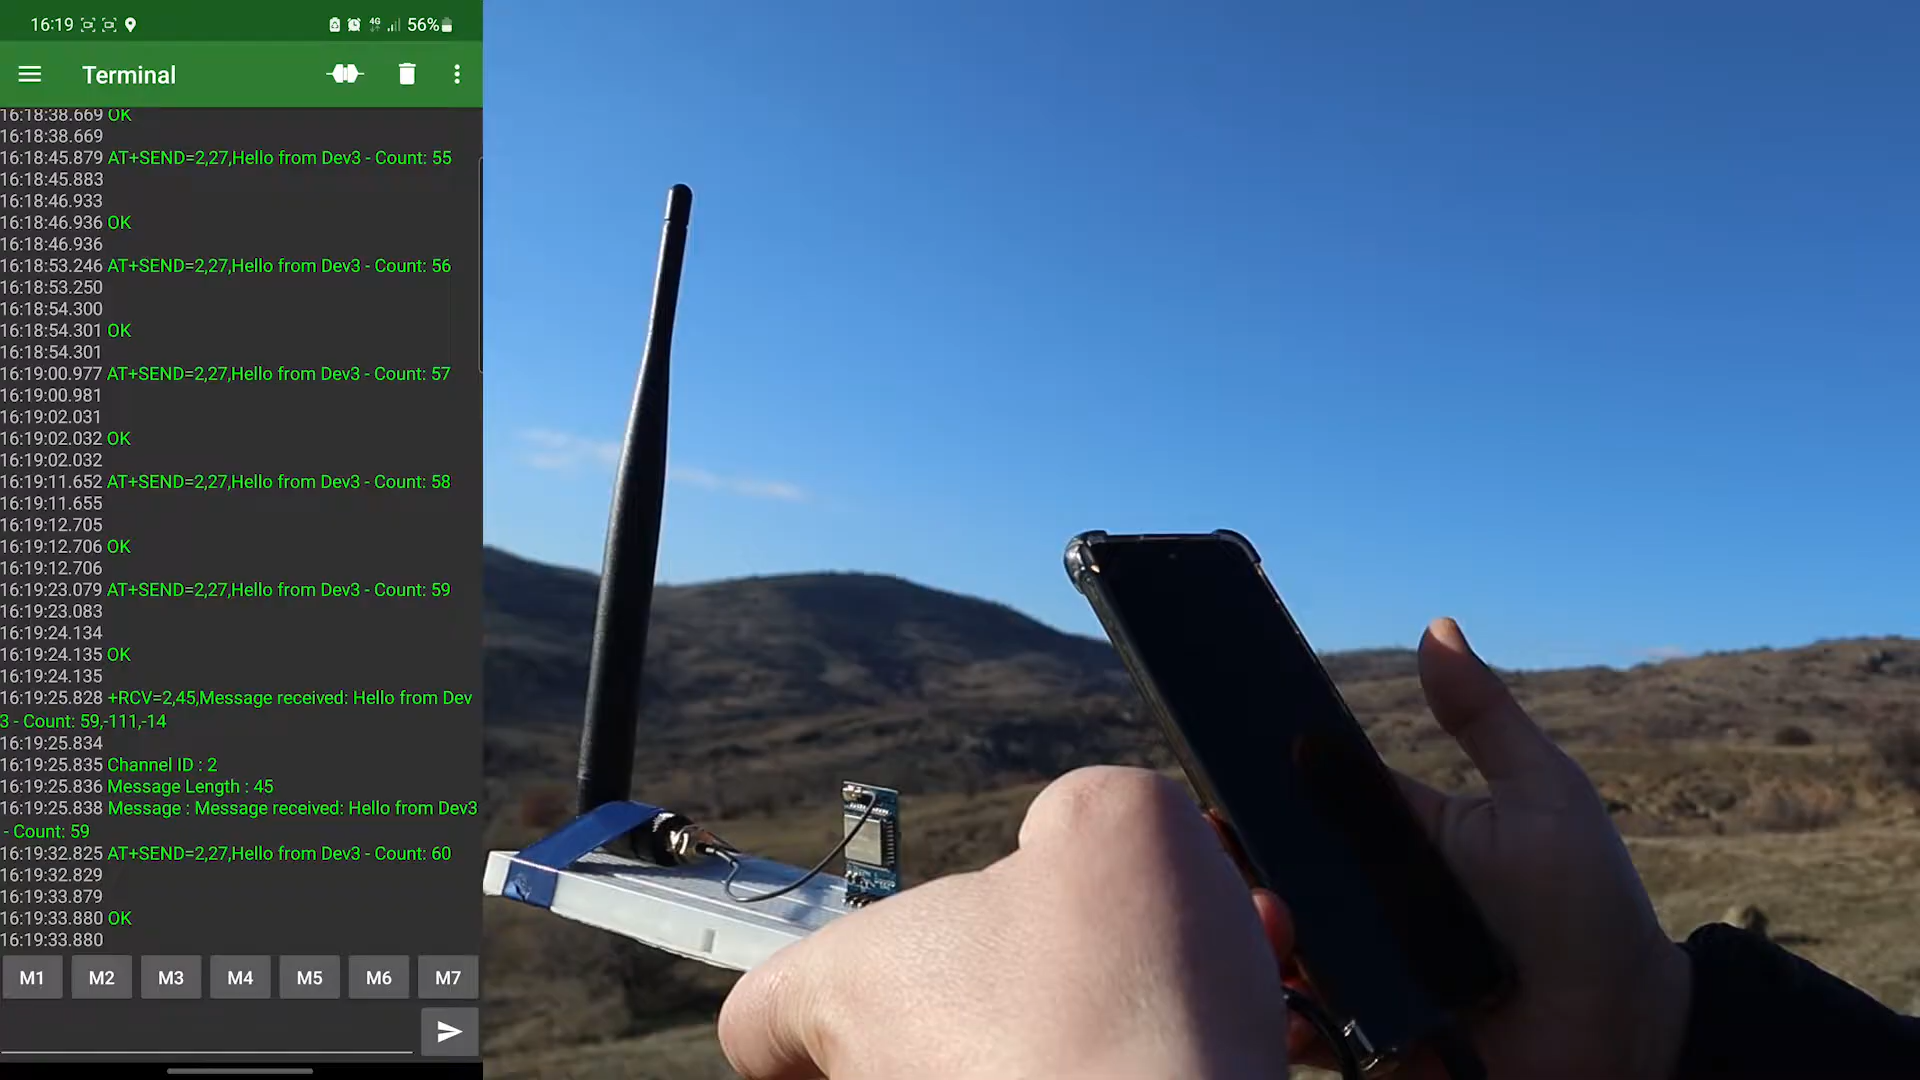 16:19 4G 56%
Terminal
16:18:38.669 OK
16:18:38.669
16:18:45.879 AT+SEND=2,27,Hello from Dev3 - Count: 55
16:18:45.883
16:18:46.933
16:18:46.936 OK
16:18:46.936
16:18:53.246 AT+SEND=2,27,Hello from Dev3 - Count: 56
16:18:53.250
16:18:54.300
16:18:54.301 OK
16:18:54.301
16:19:00.977 AT+SEND=2,27,Hello from Dev3 - Count: 57
16:19:00.981
16:19:02.031
16:19:02.032 OK
16:19:02.032
16:19:11.652 AT+SEND=2,27,Hello from Dev3 - Count: 58
16:19:11.655
16:19:12.705
16:19:12.706 OK
16:19:12.706
16:19:23.079 AT+SEND=2,27,Hello from Dev3 - Count: 59
16:19:23.083
16:19:24.134
16:19:24.135 OK
16:19:24.135
16:19:25.828 +RCV=2,45,Message received: Hello from Dev
3 - Count: 59,-111,-14
16:19:25.834
16:19:25.835 Channel ID : 2
16:19:25.836 Message Length : 45
16:19:25.838 Message : Message received: Hello from Dev3
- Count: 59
16:19:32.825 AT+SEND=2,27,Hello from Dev3 - Count: 60
16:19:32.829
16:19:33.879
16:19:33.880 OK
16:19:33.880
M1 M2 M3 M4 M5 M6 M7